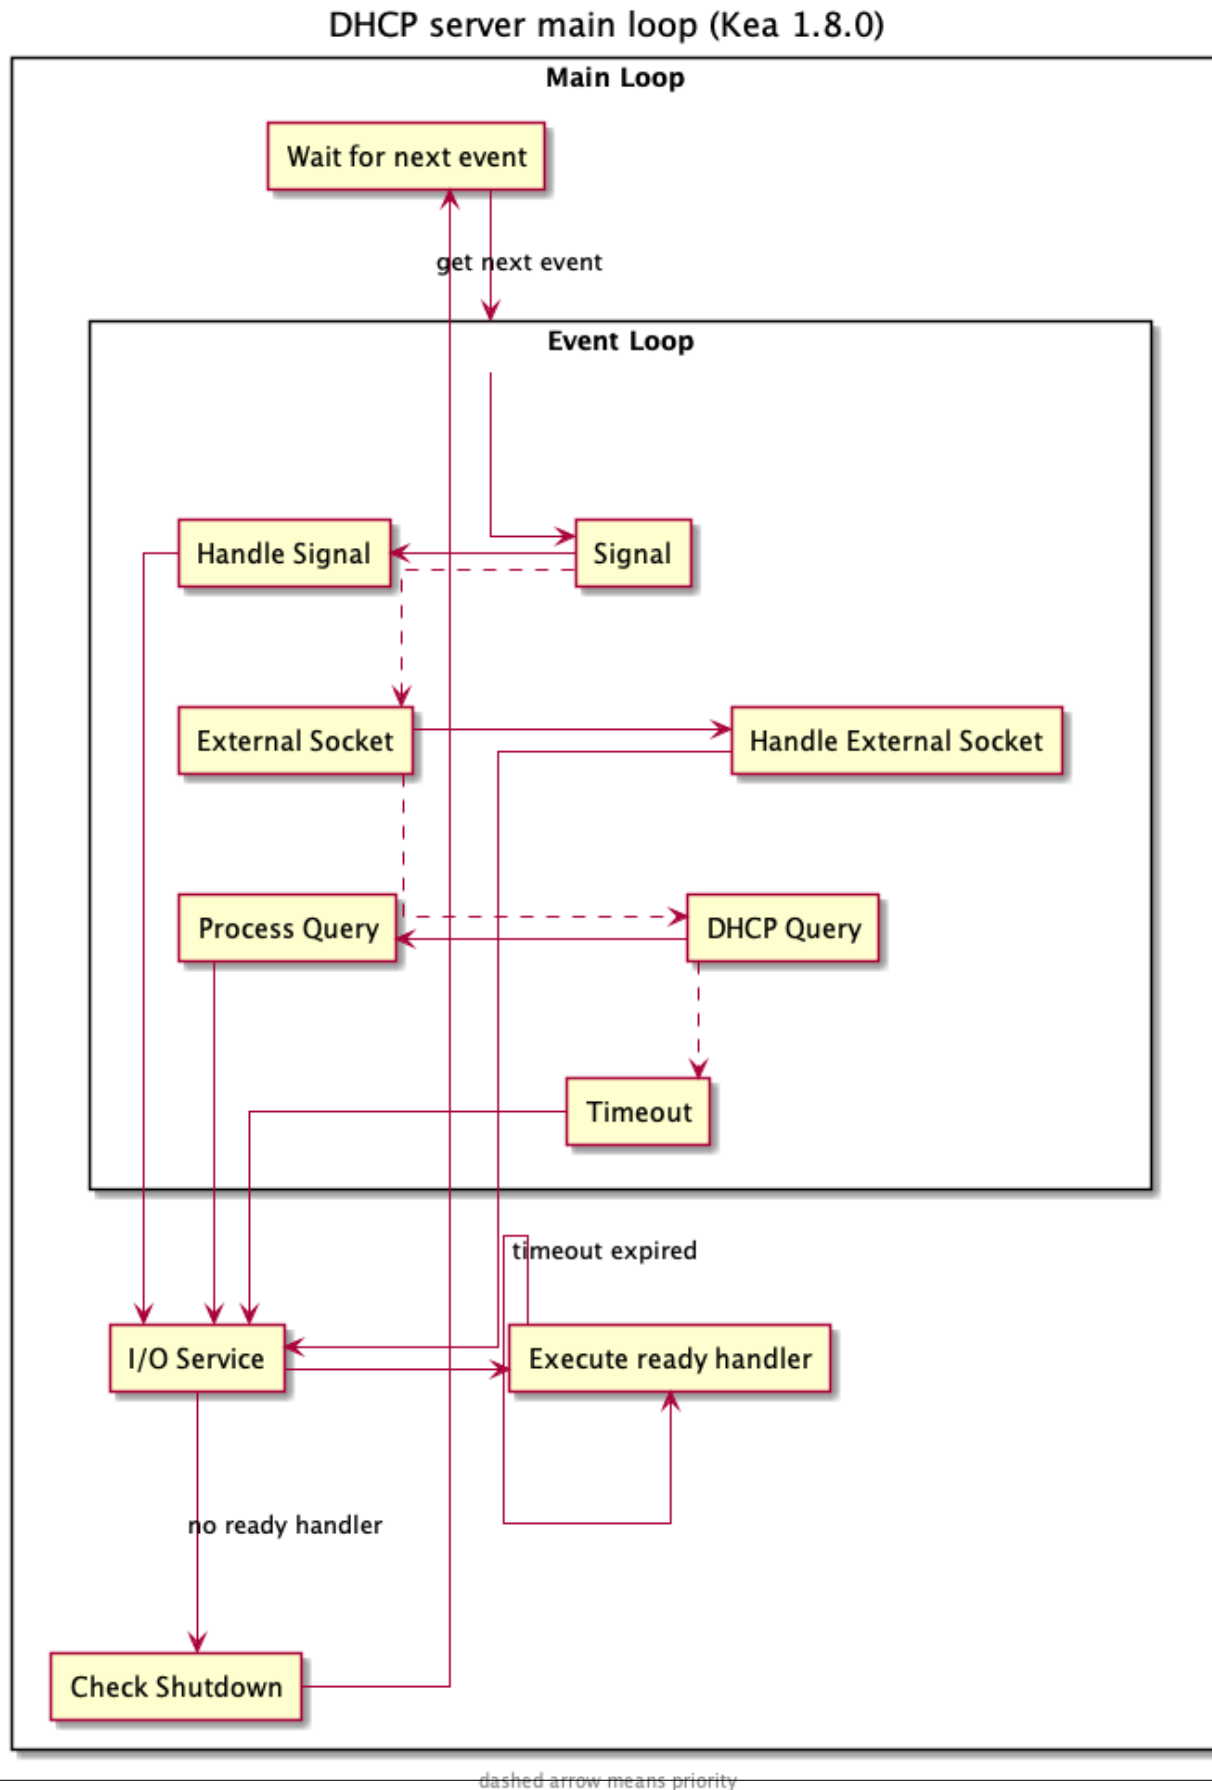 DHCP server main loop (Kea 1.8.0)
Main Loop
Wait for next event
get next event
Event Loop
Handle Signal
Signal
External Socket
Handle External Socket
Process Query
DHCP Query
Timeout
timeout expired
I/O Service
Execute ready handler
no ready handler
Check Shutdown
dashed arrow means priority